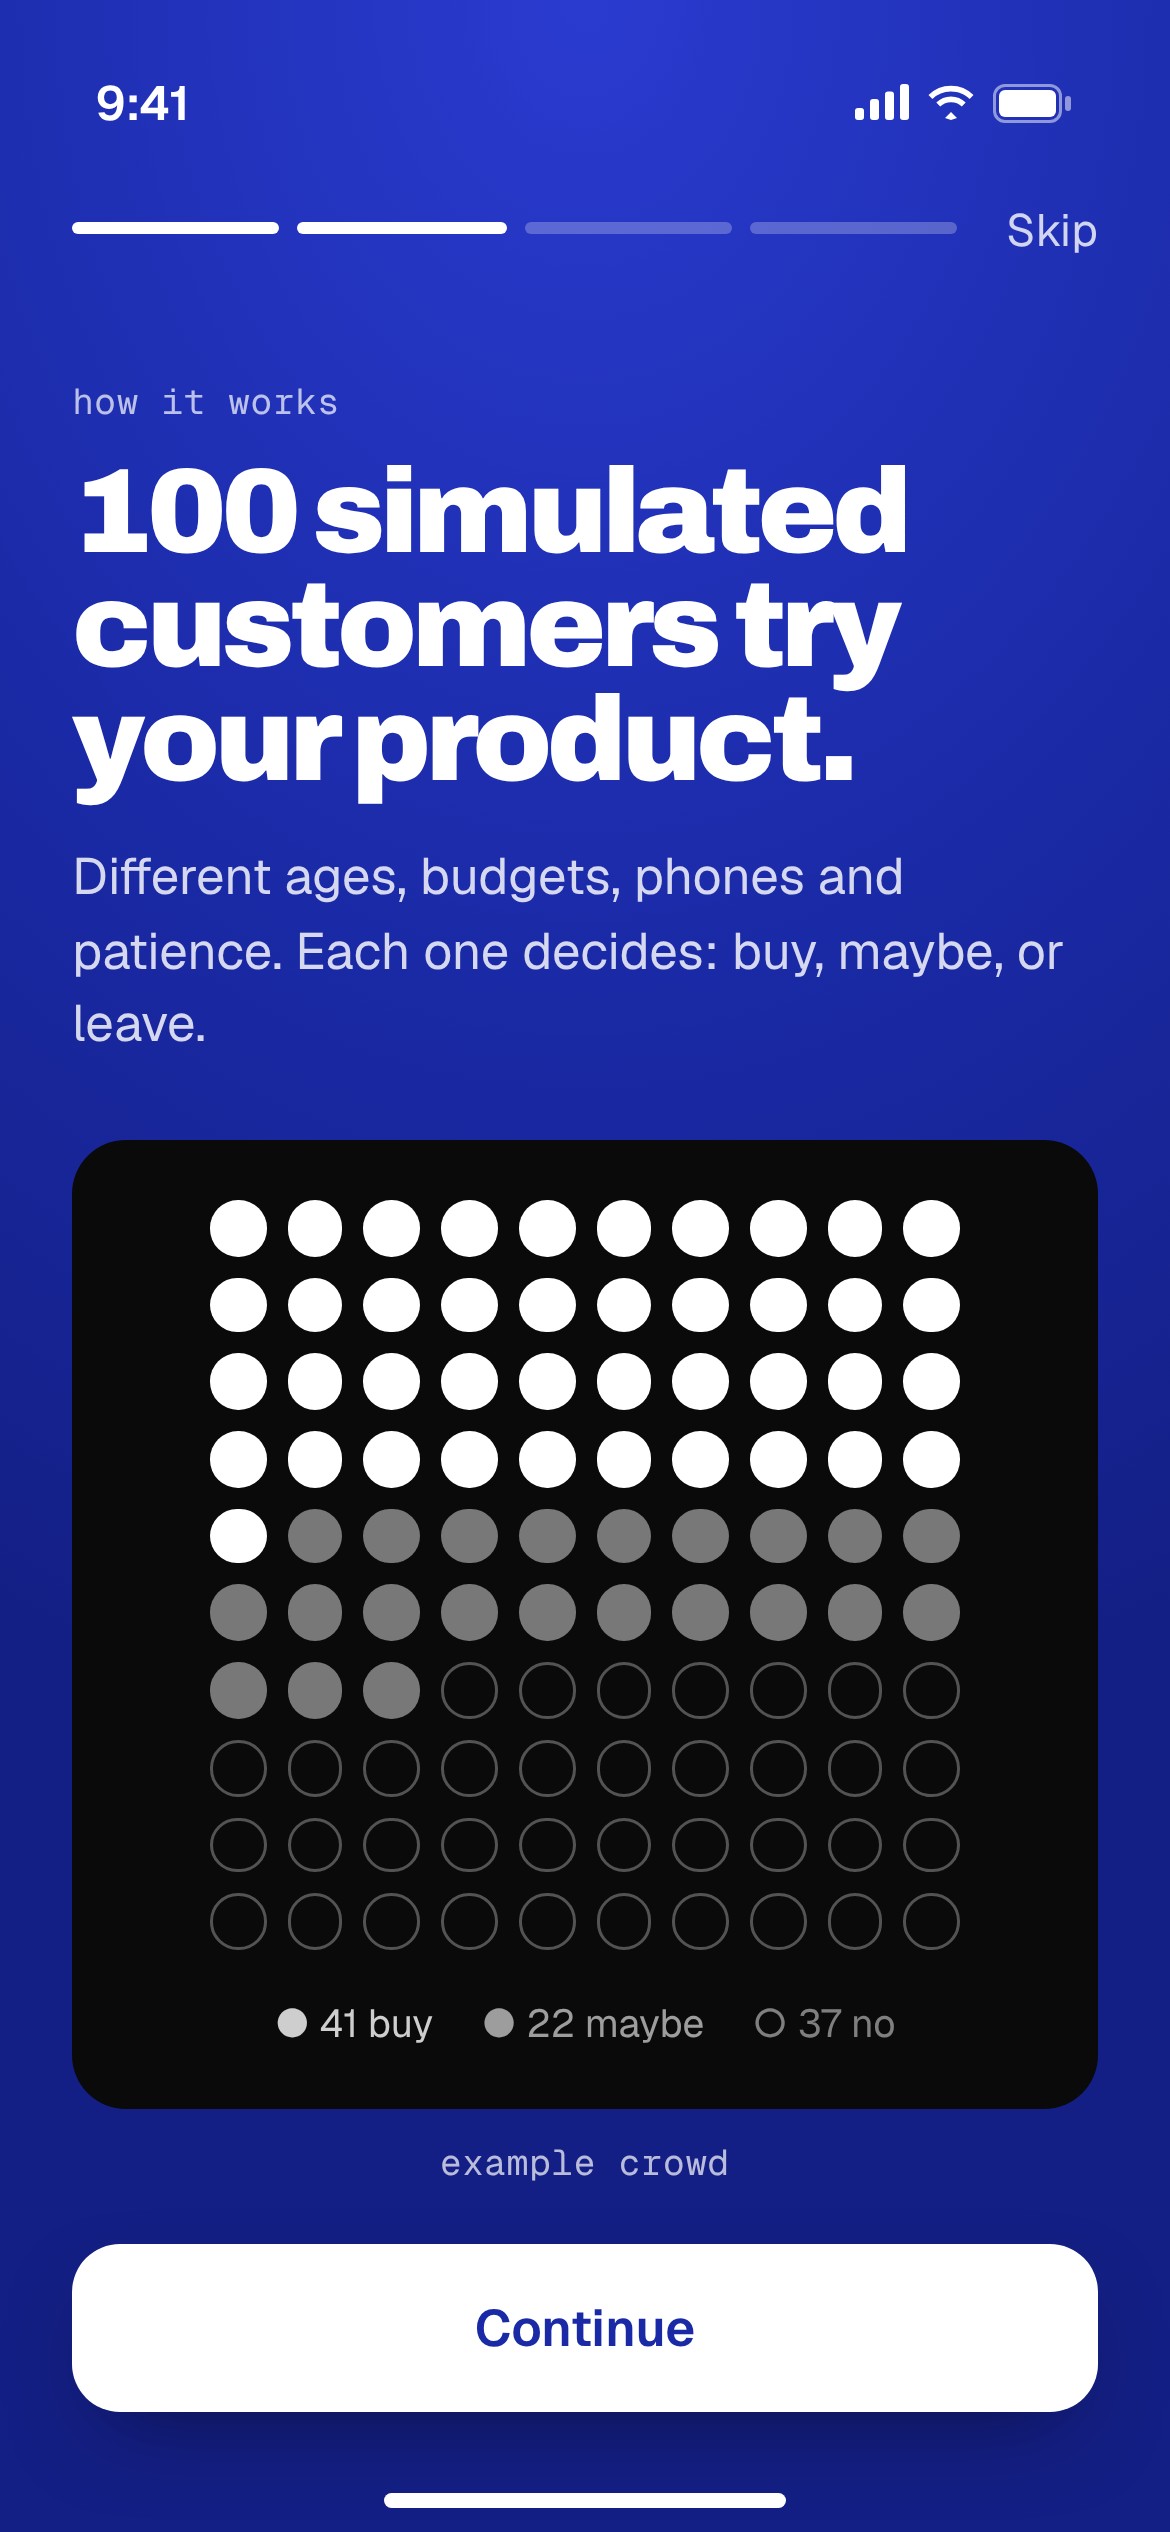 9:41
Skip
how it works
100 simulated
customers try
your product.
Different ages, budgets, phones and
patience. Each one decides: buy, maybe, or
leave.
41 buy 22 maybe 37 no
example crowd
Continue